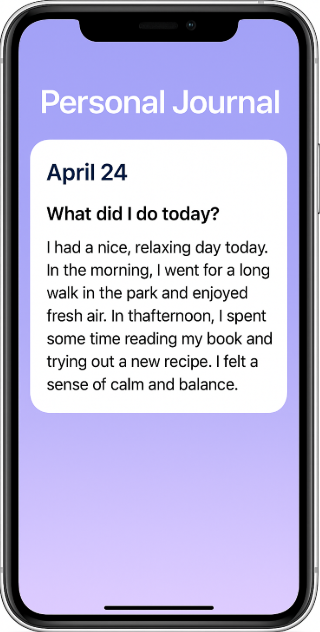 Personal Journal
April 24
What did I do today?
I had a nice, relaxing day today.
In the morning, I went for a long
walk in the park and enjoyed
fresh air. In thafternoon, I spent
some time reading my book and
trying out a new recipe. I felt a
sense of calm and balance.